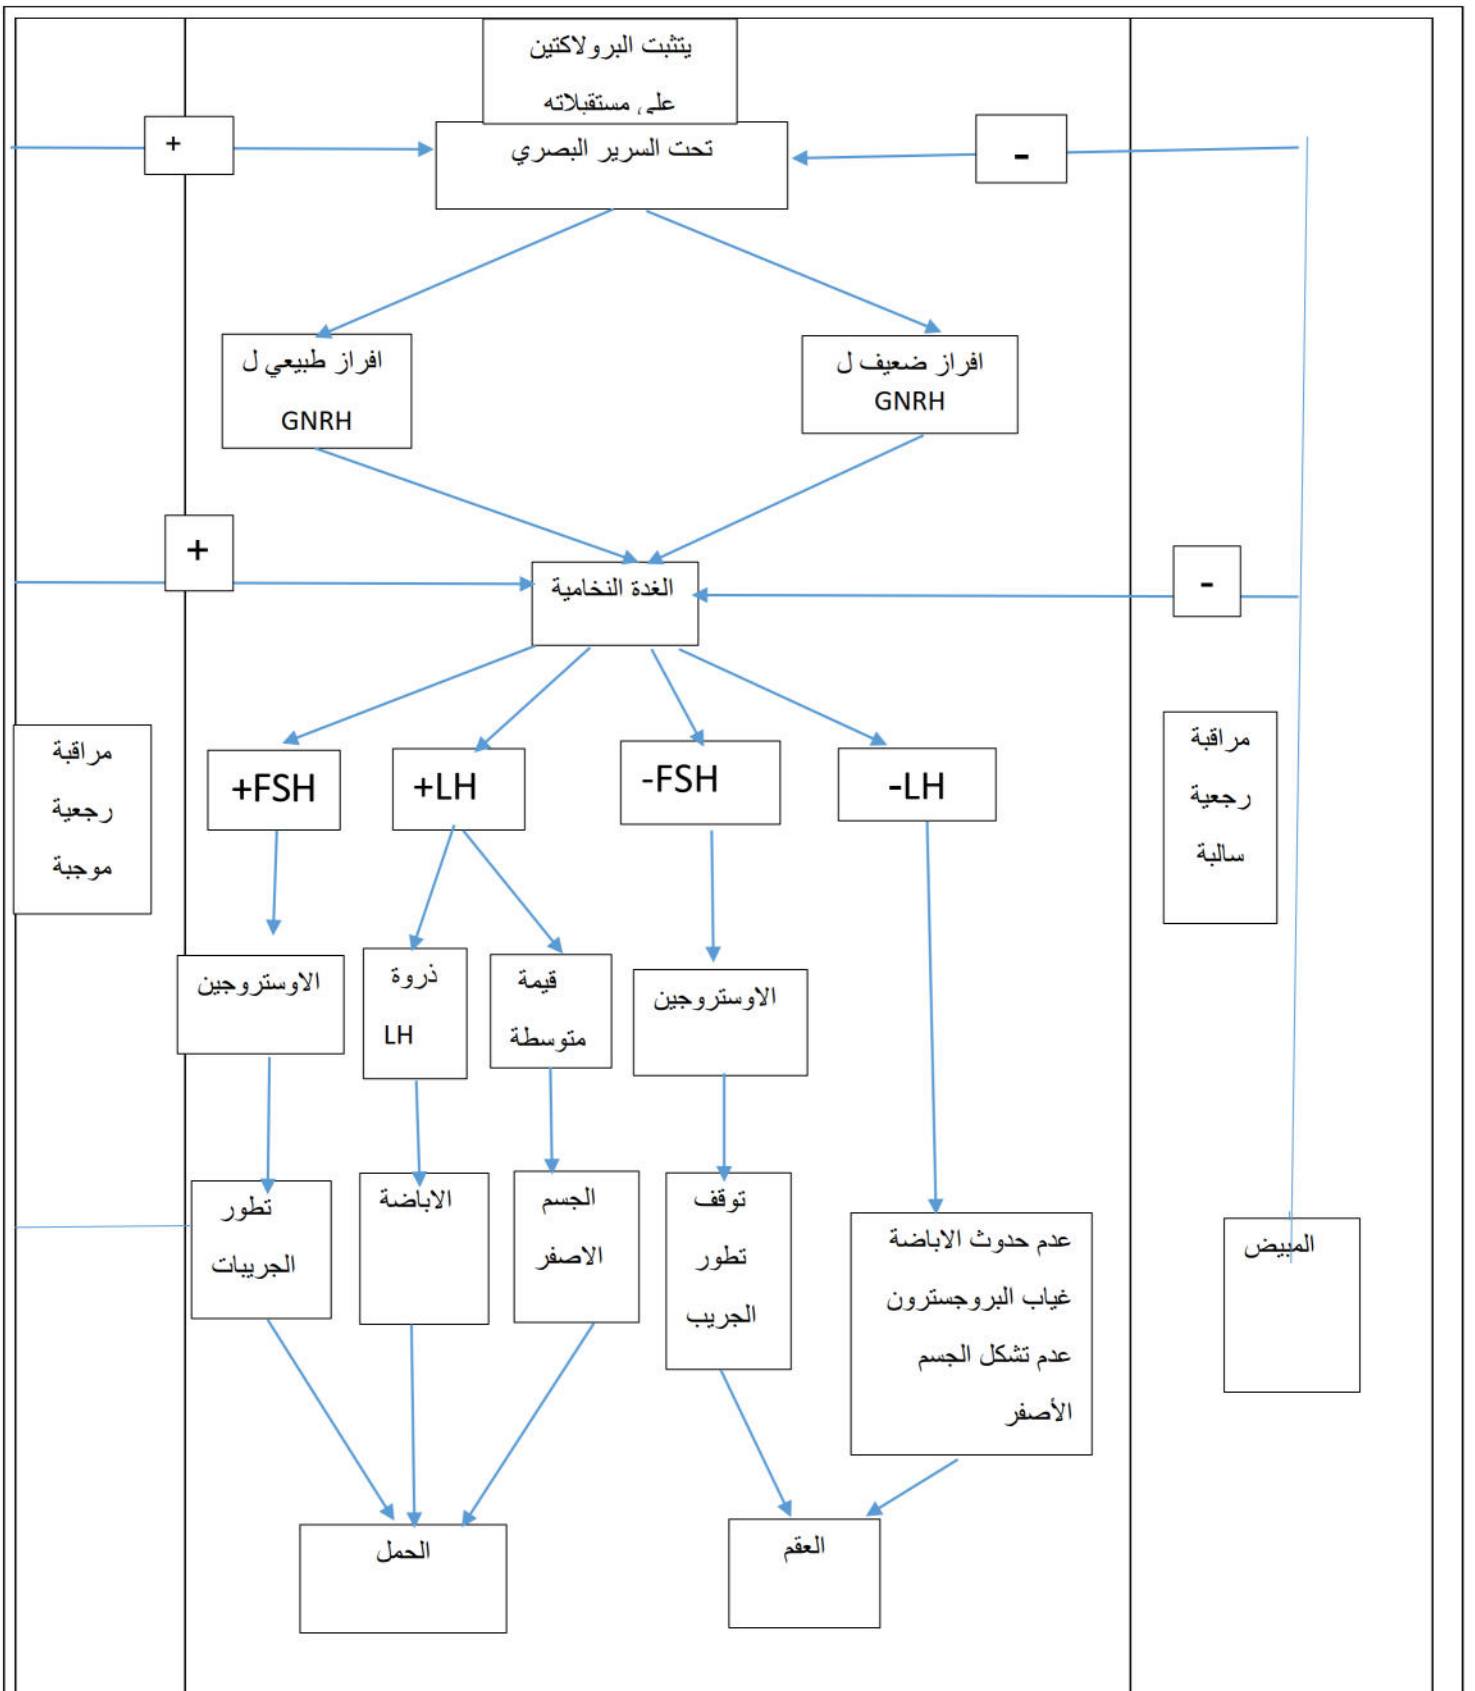 يتثبت البرولاكتين
على مستقبلاته
تحت السرير البصري
+
-
افراز طبيعي ل
GNRH
افراز ضعيف ل
GNRH
+
-
الغدة النخامية
مراقبة
رجعية
موجبة
+FSH
+LH
-FSH
-LH
مراقبة
رجعية
سالبة
الاوستروجين
ذروة
LH
قيمة
متوسطة
الاوستروجين
تطور
الجريبات
الاباضة
الجسم
الاصفر
توقف
تطور
الجريب
عدم حدوث الاباضة
غياب البروجسترون
عدم تشكل الجسم
الأصفر
المبيض
الحمل
العقم